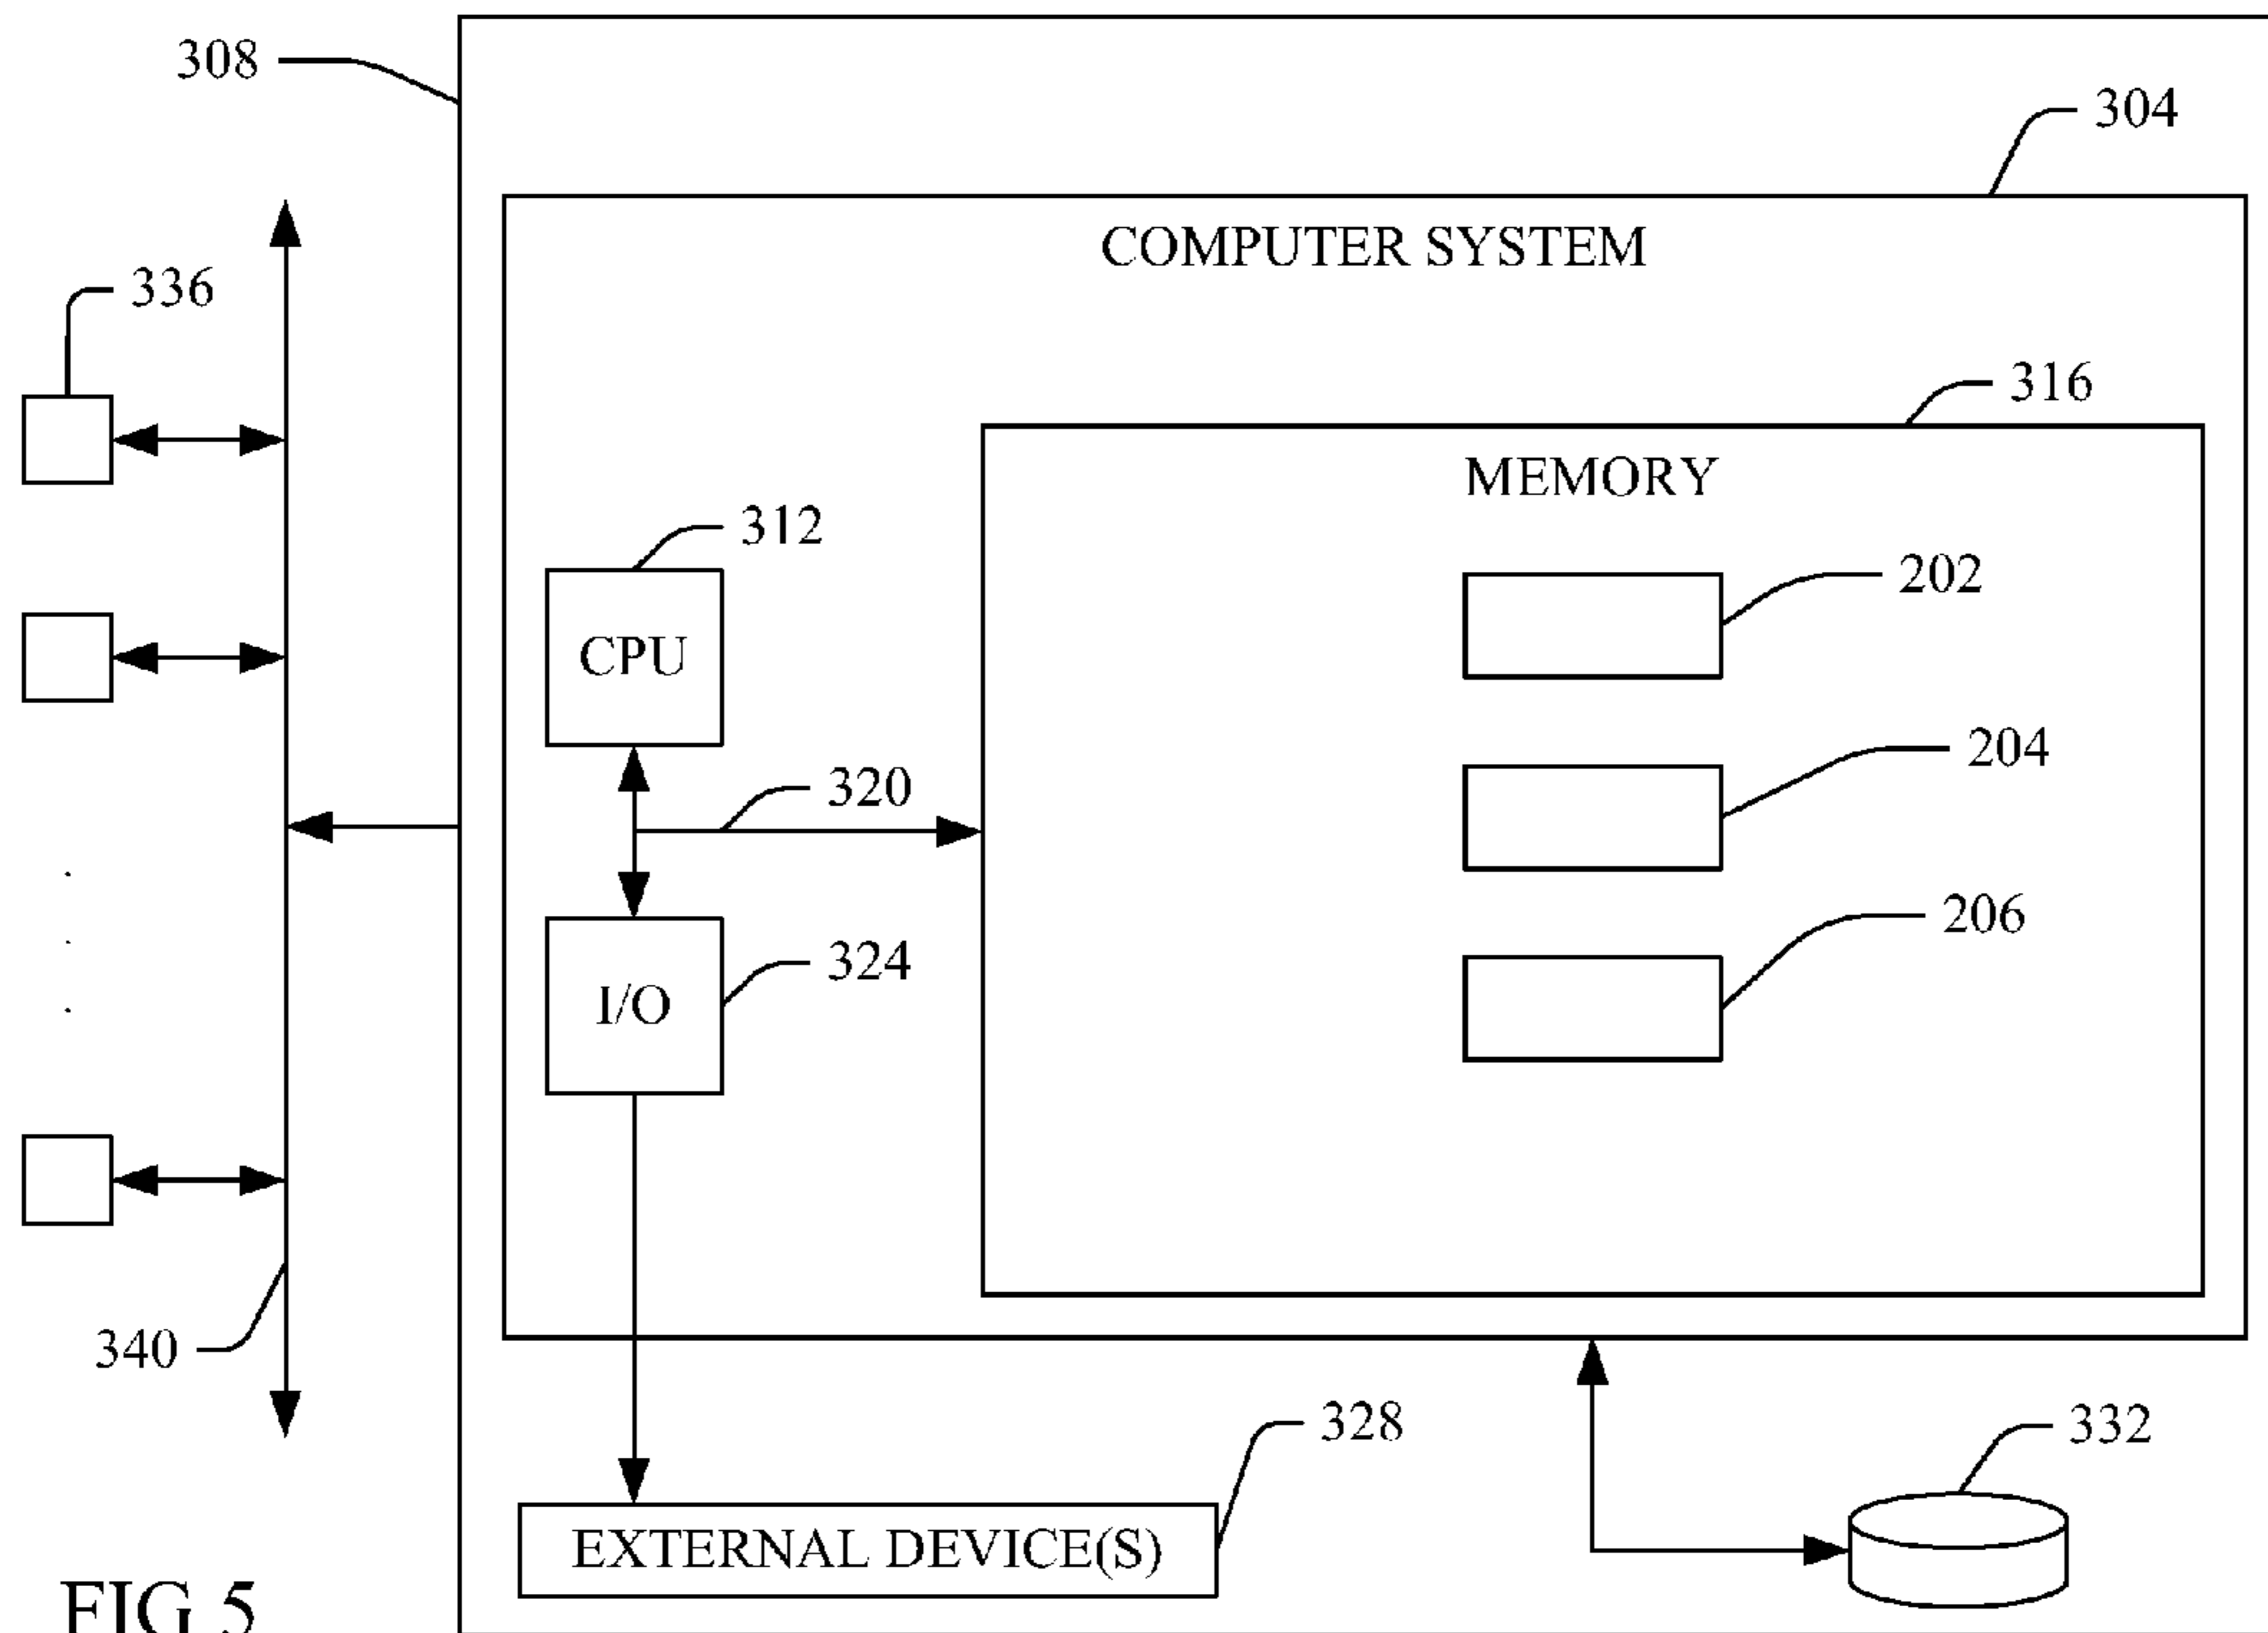 308
304
COMPUTER SYSTEM
336
316
MEMORY
312
202
CPU
204
320
206
324
I/O
340
328
332
EXTERNAL DEVICE(S)
FIG 5